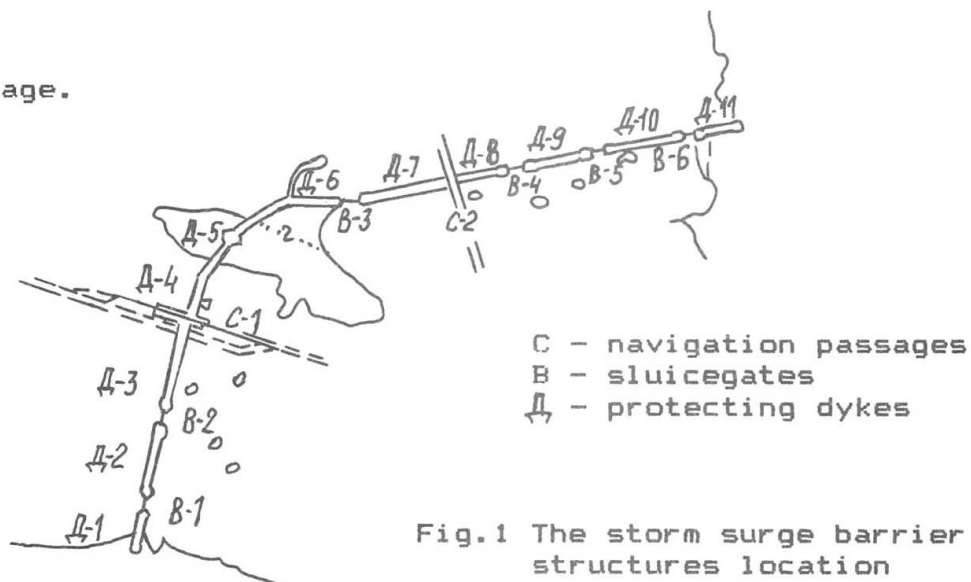 age.
Д-11
Д-10
Д-9
Д-8
Д-7
Д-6
В-6
В-5
В-4
С-2
В-3
Д-5
2
Д-4
С-1
Д-3
В-2
Д-2
В-1
Д-1
С - navigation passages
В - sluicegates
Д - protecting dykes
Fig.1 The storm surge barrier
structures location